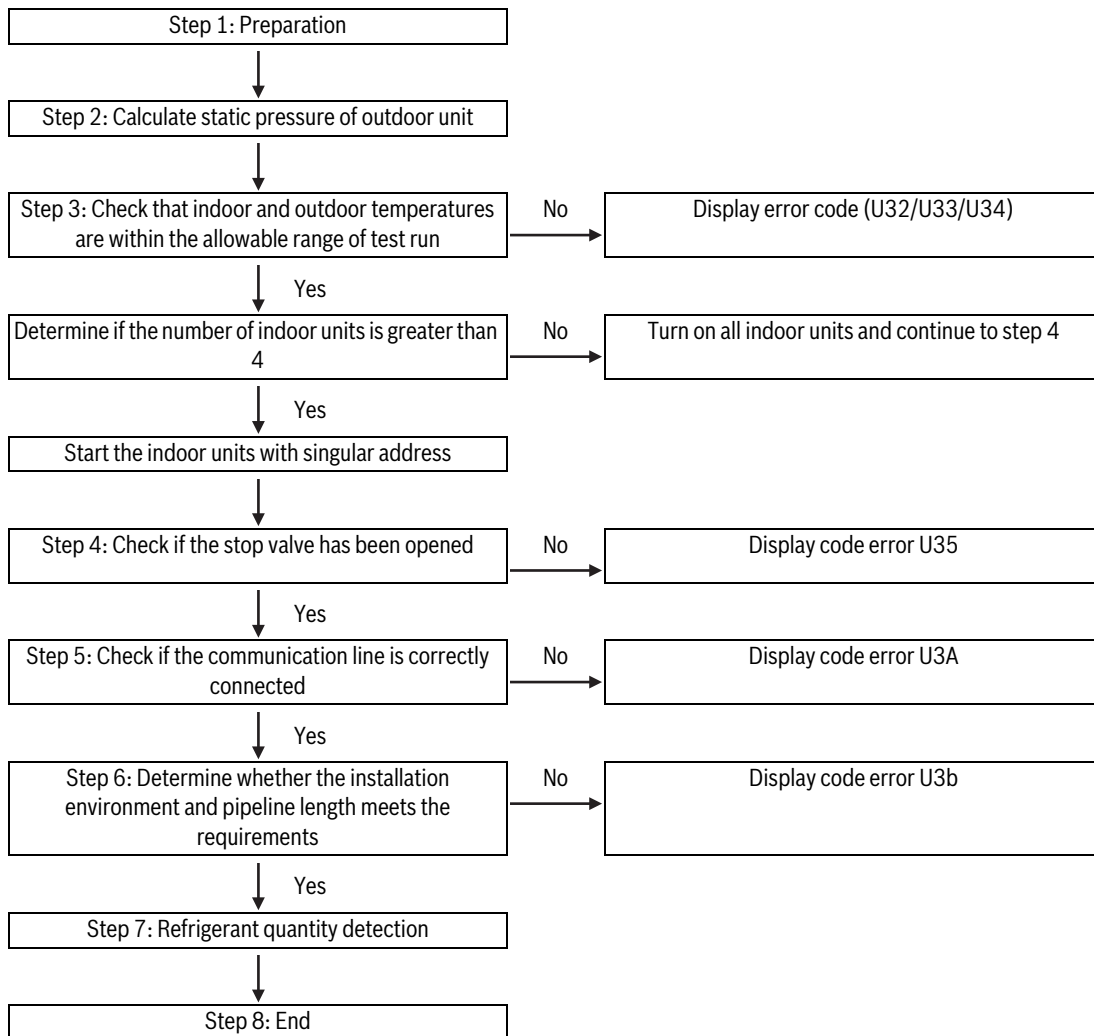 Step 1: Preparation
Step 2: Calculate static pressure of outdoor unit
Step 3: Check that indoor and outdoor temperatures
are within the allowable range of test run
No
Display error code (U32/U33/U34)
Yes
Determine if the number of indoor units is greater than
4
No
Turn on all indoor units and continue to step 4
Yes
Start the indoor units with singular address
Step 4: Check if the stop valve has been opened
No
Display code error U35
Yes
Step 5: Check if the communication line is correctly
connected
No
Display code error U3A
Yes
Step 6: Determine whether the installation
environment and pipeline length meets the
requirements
No
Display code error U3b
Yes
Step 7: Refrigerant quantity detection
Step 8: End